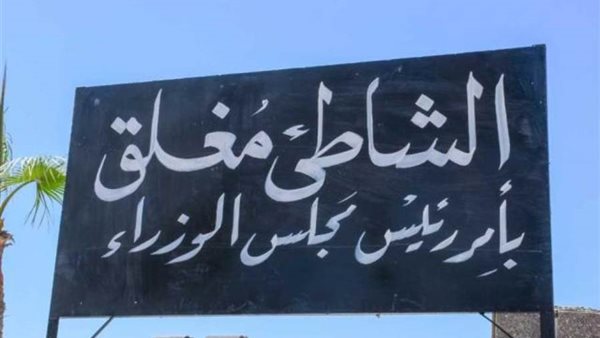 الشاطئ مُغلق
بأمر رئيس مجلس الوزراء